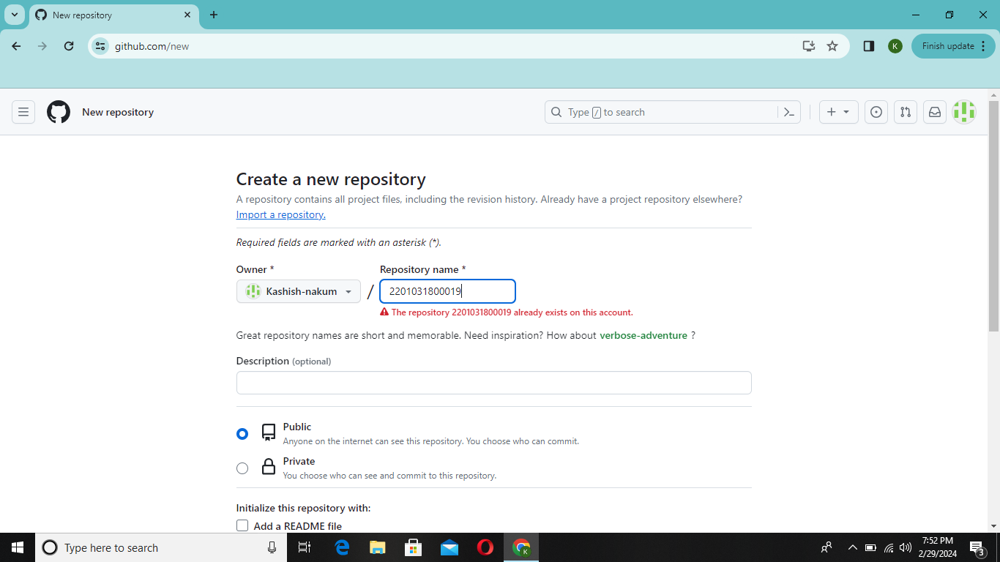 New repository
github.com/new
K
Finish update
New repository
Type / to search
Create a new repository
A repository contains all project files, including the revision history. Already have a project repository elsewhere?
Import a repository.
Required fields are marked with an asterisk (*).
Owner *
Repository name *
Kashish-nakum
/
2201031800019
The repository 2201031800019 already exists on this account.
Great repository names are short and memorable. Need inspiration? How about verbose-adventure ?
Description (optional)
Public
Anyone on the internet can see this repository. You choose who can commit.
Private
You choose who can see and commit to this repository.
Initialize this repository with:
Add a README file
Type here to search
K
7:52 PM
2/29/2024
3